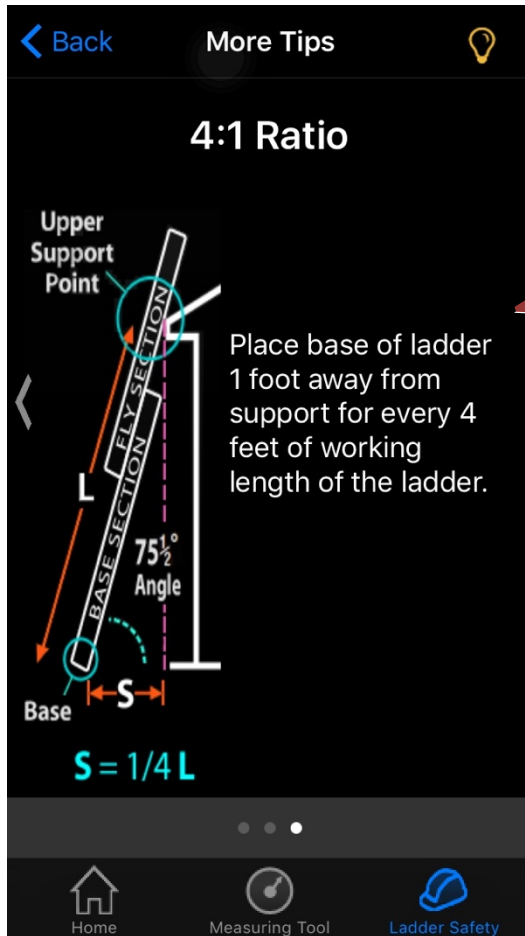 Back
More Tips
4:1 Ratio
Upper
Support
Point
FLY SECTION
BASE SECTION
L
75½°
Angle
S
Base
S = 1/4 L
Place base of ladder
1 foot away from
support for every 4
feet of working
length of the ladder.
Home
Measuring Tool
Ladder Safety